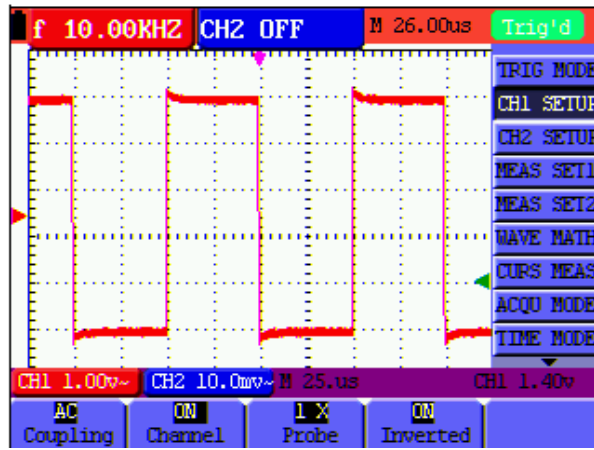 f 10.00KHZ CH2 OFF M 26.00us Trig'd
TRIG MODE
CH1 SETUP
CH2 SETUP
MEAS SET1
MEAS SET2
WAVE MATH
CURS MEAS
ACQU MODE
TIME MODE
CH1 1.00v~ CH2 10.0mv~ M 25.us CH1 1.40v
AC ON 1 X ON
Coupling Channel Probe Inverted